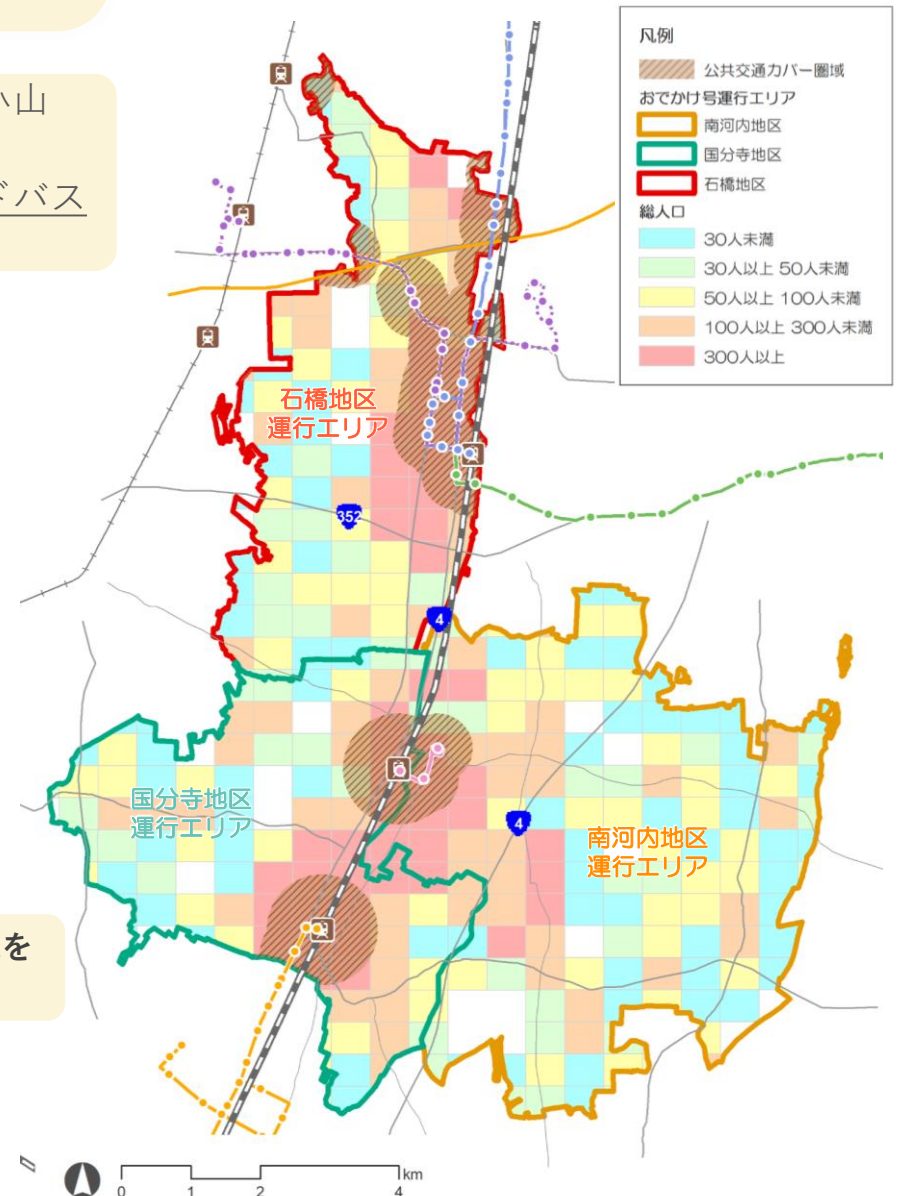 小山
ドバス
を
凡例
公共交通カバー圏域
おでかけ号運行エリア
南河内地区
国分寺地区
石橋地区
総人口
30人未満
30人以上 50人未満
50人以上 100人未満
100人以上 300人未満
300人以上
石橋地区
運行エリア
352
4
国分寺地区
運行エリア
4
南河内地区
運行エリア
km
0 1 2 4